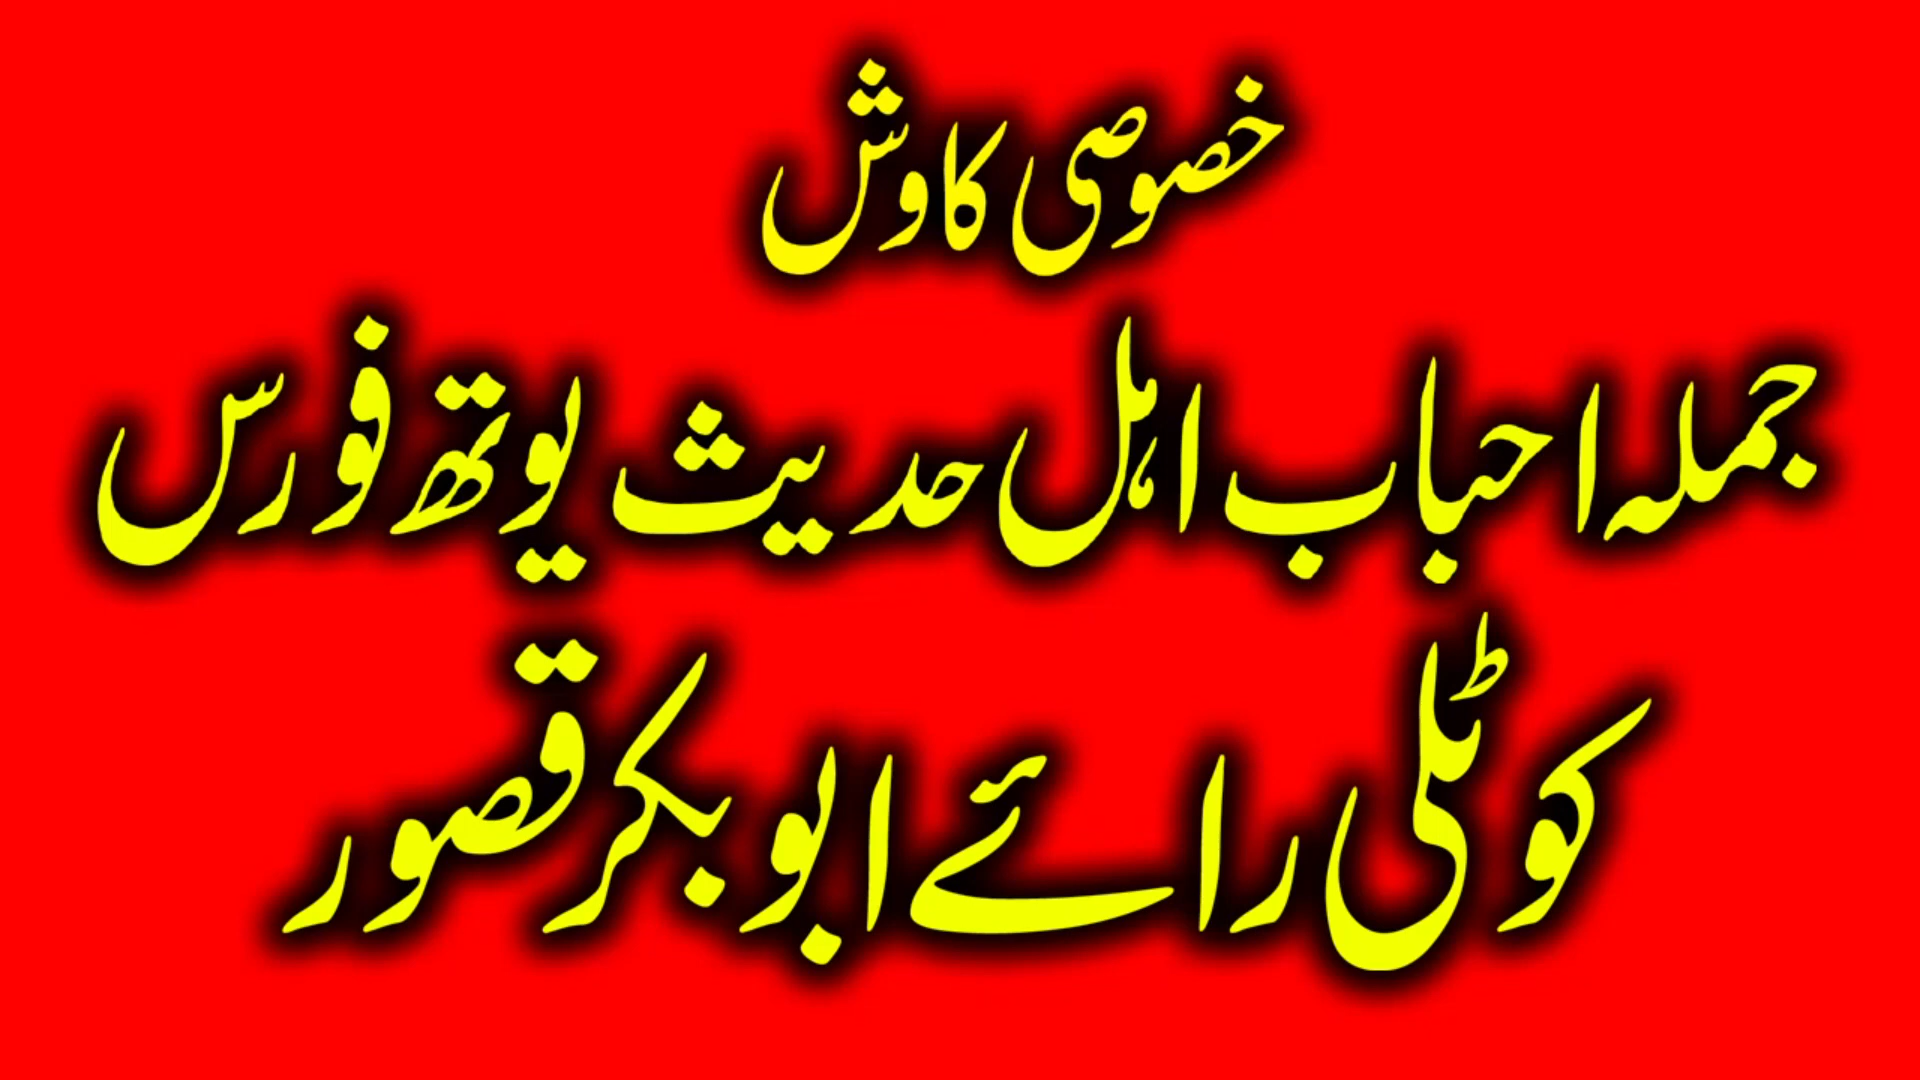 خصوصی کاوش
جملہ احباب اہل حدیث یوتھ فورس
کوٹلی رائے ابوبکر قصور